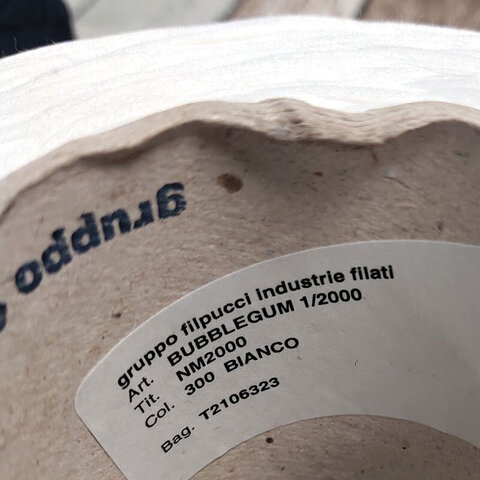 gruppo
gruppo filpucci industrie filati
Art. BUBBLEGUM 1/2000
Tit. NM2000
Col. 300 BIANCO
Bag. T2106323